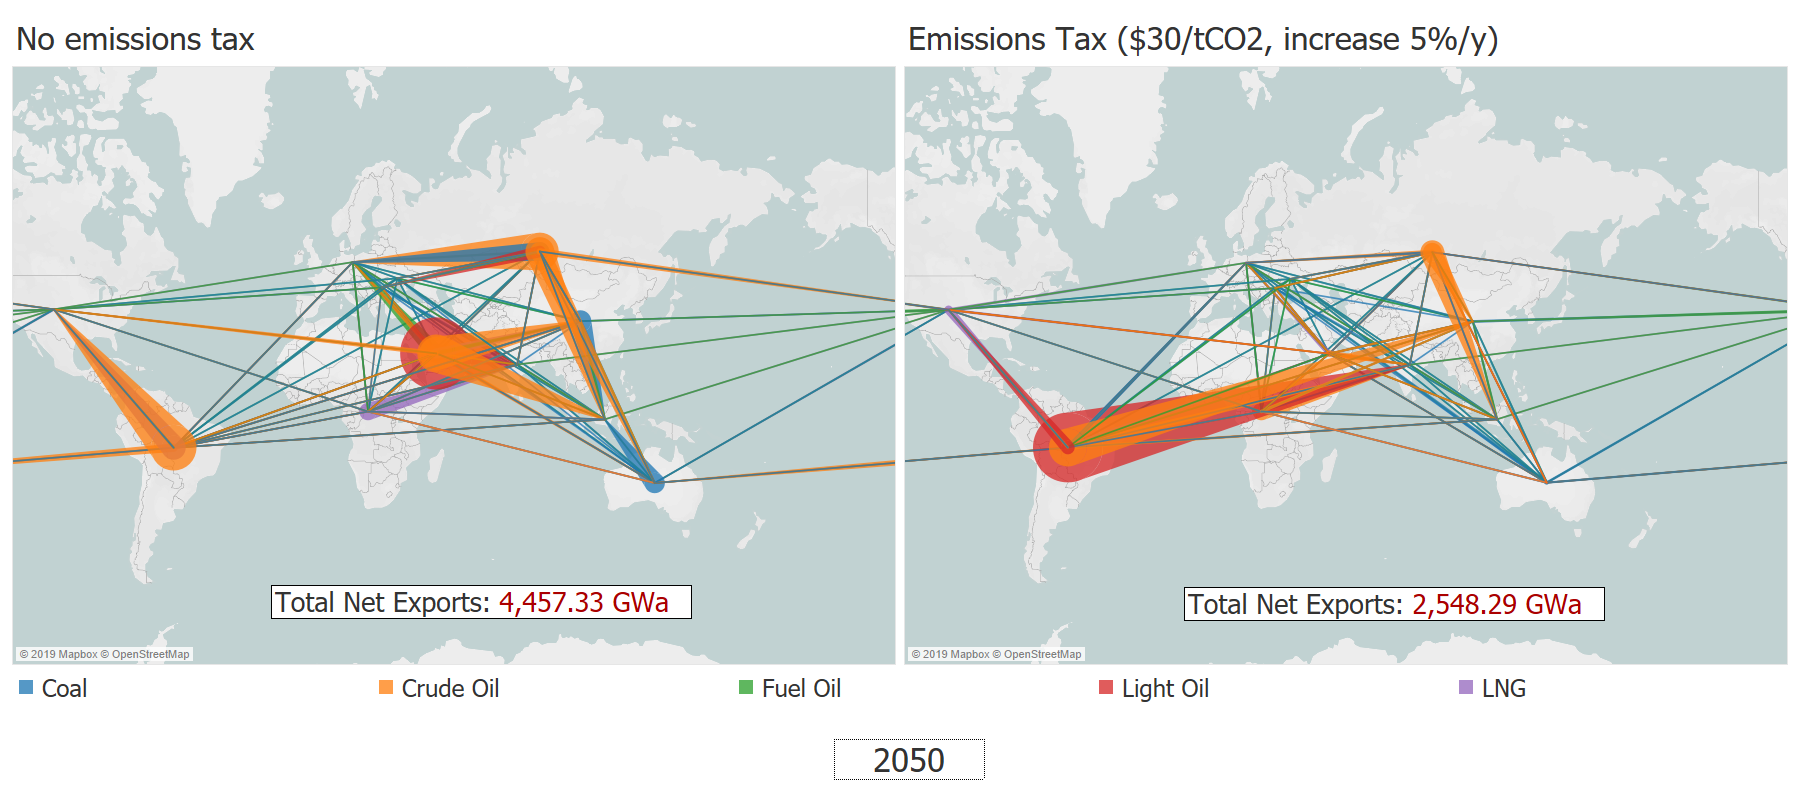 No emissions tax
Emissions Tax ($30/tCO2, increase 5%/y)
Total Net Exports: 4,457.33 GWa
Total Net Exports: 2,548.29 GWa
© 2019 Mapbox © OpenStreetMap
© 2019 Mapbox © OpenStreetMap
Coal
Crude Oil
Fuel Oil
Light Oil
LNG
2050